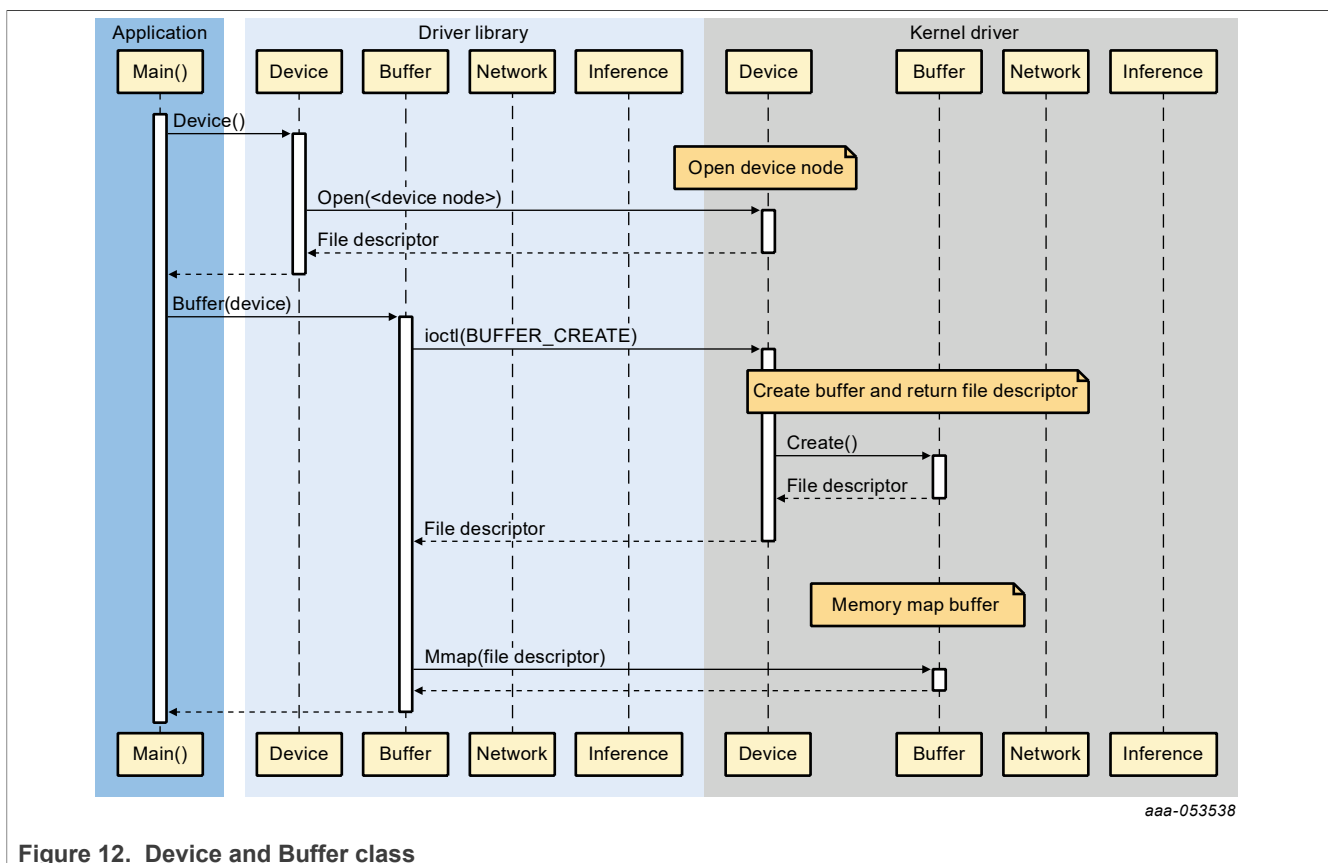 Application
Driver library
Kernel driver
Main()
Device
Buffer
Network
Inference
Device
Buffer
Network
Inference
Device()
Open device node
Open(<device node>)
File descriptor
Buffer(device)
ioctl(BUFFER_CREATE)
Create buffer and return file descriptor
Create()
File descriptor
File descriptor
Memory map buffer
Mmap(file descriptor)
Main()
Device
Buffer
Network
Inference
Device
Buffer
Network
Inference
aaa-053538
Figure 12. Device and Buffer class